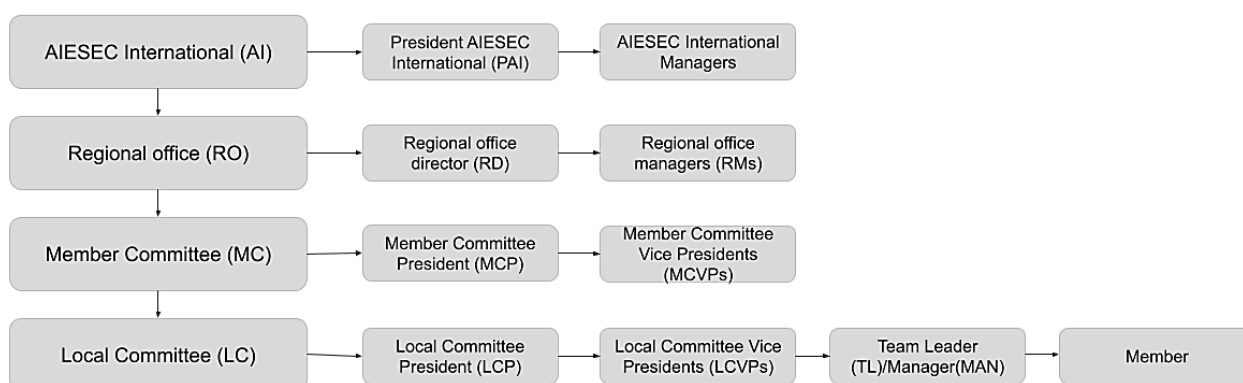 AIESEC International (AI)
President AIESEC
International (PAI)
AIESEC International
Managers
Regional office (RO)
Regional office
director (RD)
Regional office
managers (RMs)
Member Committee (MC)
Member Committee
President (MCP)
Member Committee
Vice Presidents
(MCVPs)
Local Committee (LC)
Local Committee
President (LCP)
Local Committee Vice
Presidents (LCVPs)
Team Leader
(TL)/Manager(MAN)
Member